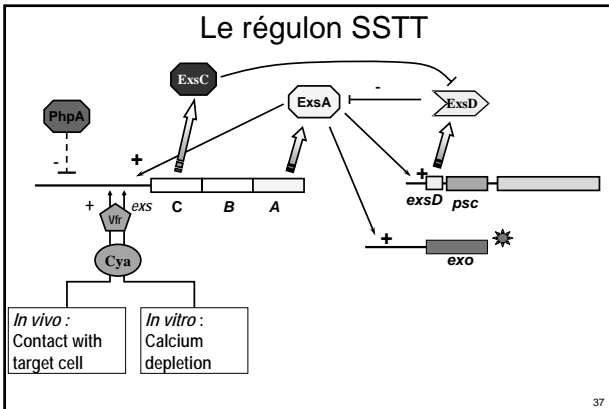 Le régulon SSTT
ExsC
ExsA
-
ExsD
PhpA
-
+
+
exs
C
B
A
+
exsD
psc
Vfr
Cya
+
exo
In vivo :
Contact with
target cell
In vitro :
Calcium
depletion
37